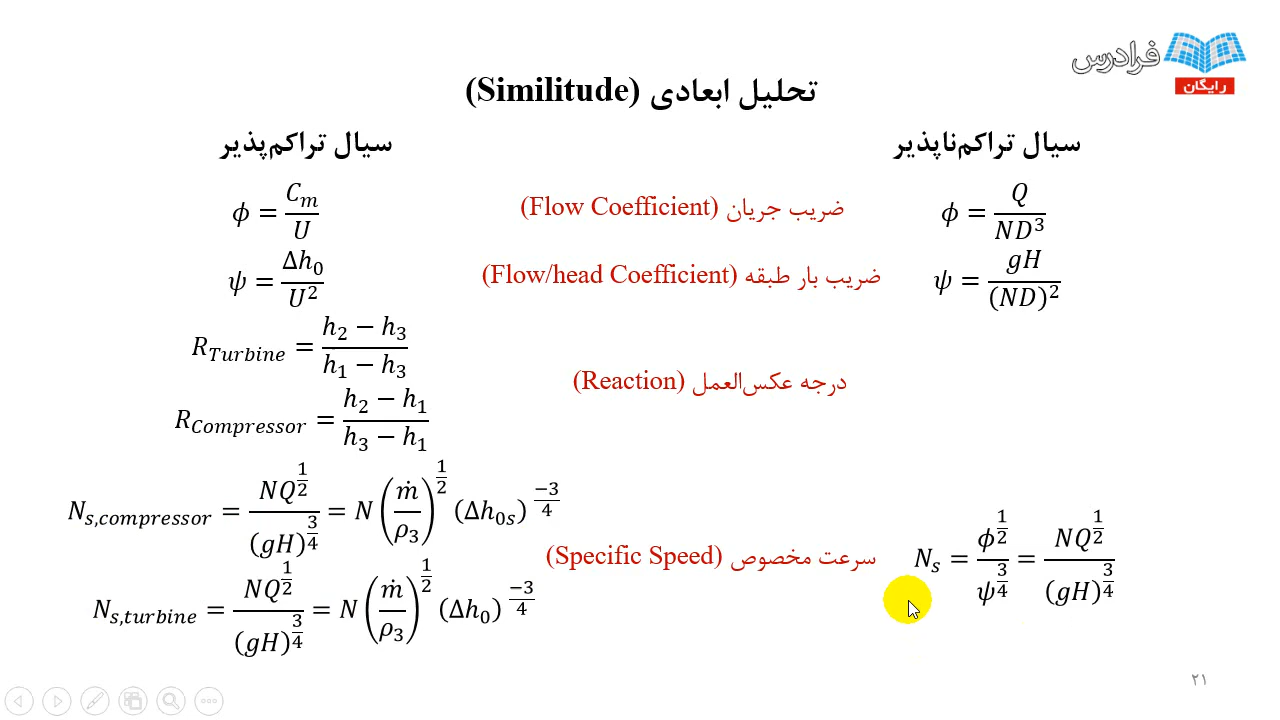 فرادرس
رایگان
تحلیل ابعادی (Similitude)
سیال تراکم‌ناپذیر
سیال تراکم‌پذیر
ϕ = Q / ND³
ضریب جریان (Flow Coefficient)
ϕ = C_m / U
ψ = gH / (ND)²
ضریب بار طبقه (Flow/head Coefficient)
ψ = Δh₀ / U²
R_Turbine = (h₂ − h₃) / (h₁ − h₃)
درجه عکس‌العمل (Reaction)
R_Compressor = (h₂ − h₁) / (h₃ − h₁)
N_s = ϕ^(1/2) / ψ^(3/4) = NQ^(1/2) / (gH)^(3/4)
سرعت مخصوص (Specific Speed)
N_s,compressor = NQ^(1/2) / (gH)^(3/4) = N (ṁ / ρ₃)^(1/2) (Δh₀s)^(−3/4)
N_s,turbine = NQ^(1/2) / (gH)^(3/4) = N (ṁ / ρ₃)^(1/2) (Δh₀)^(−3/4)
۲۱